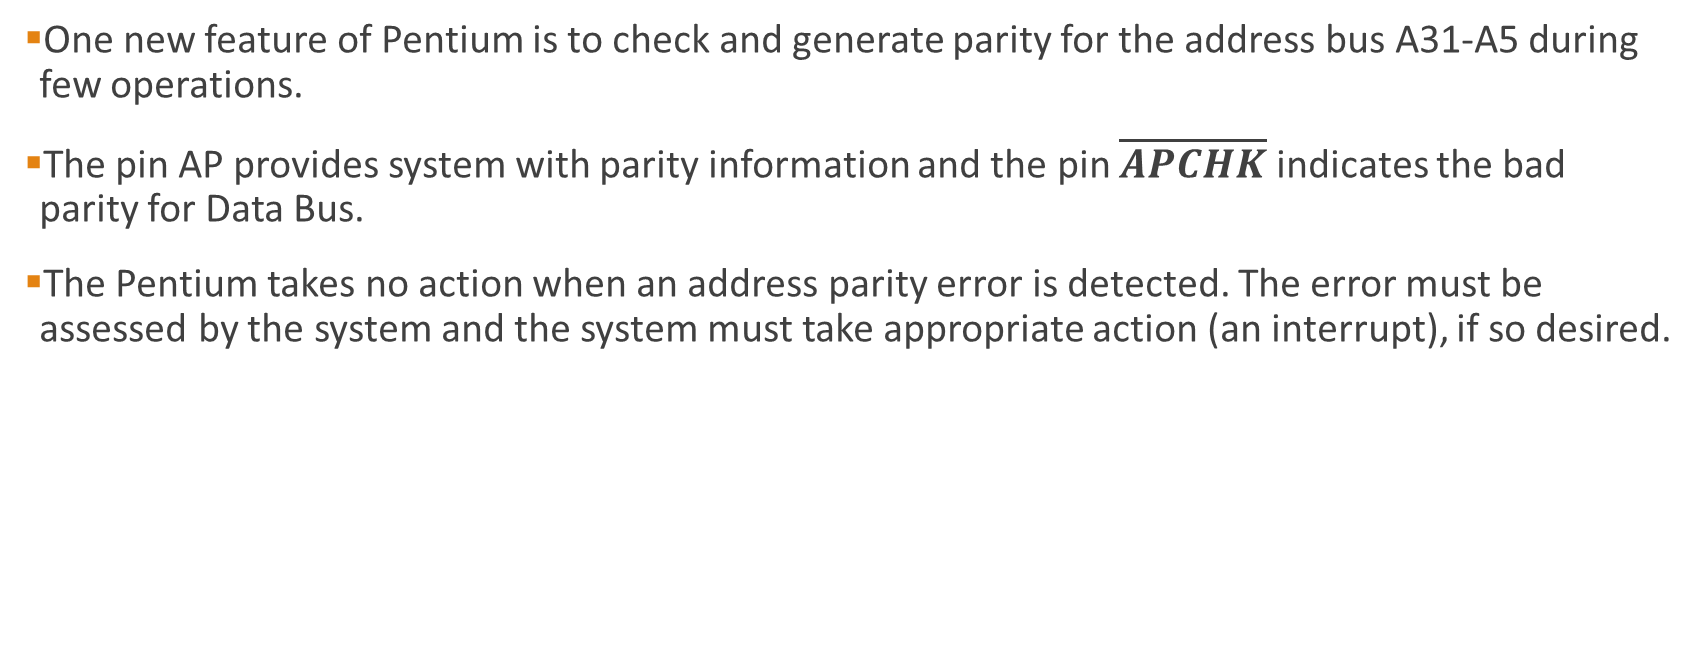 ▪One new feature of Pentium is to check and generate parity for the address bus A31-A5 during
few operations.
▪The pin AP provides system with parity information and the pin A̅P̅C̅H̅K̅ indicates the bad
parity for Data Bus.
▪The Pentium takes no action when an address parity error is detected. The error must be
assessed by the system and the system must take appropriate action (an interrupt), if so desired.